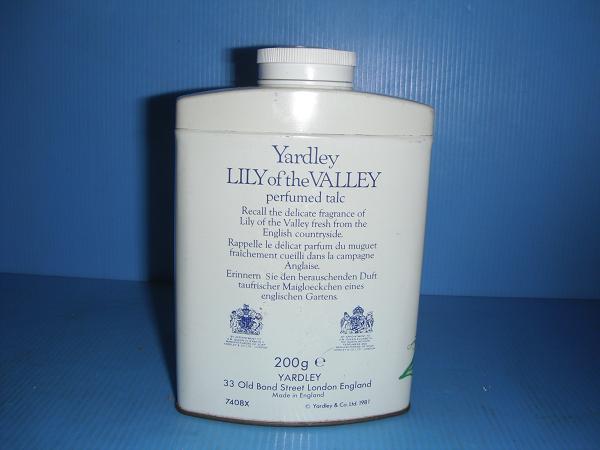 Yardley
LILY of the VALLEY
perfumed talc
Recall the delicate fragrance of
Lily of the Valley fresh from the
English countryside.
Rappelle le délicat parfum du muguet
fraîchement cueilli dans la campagne
Anglaise.
Erinnern Sie den berauschenden Duft
taufrischer Maigloeckchen eines
englischen Gartens.
200g e
YARDLEY
33 Old Bond Street London England
Made in England
7408X
© Yardley & Co. Ltd. 1981